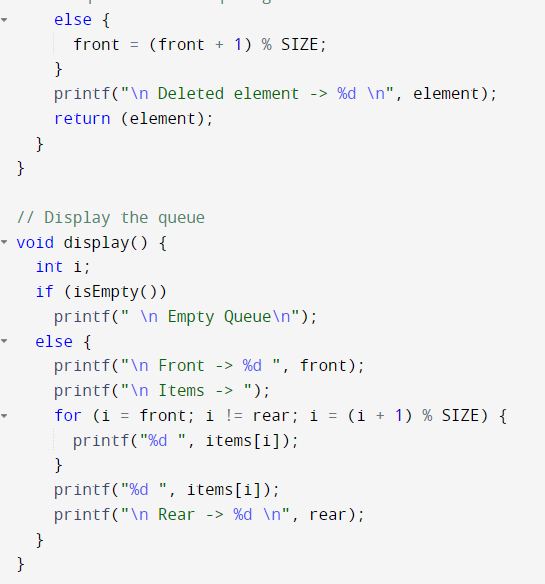 else {
front = (front + 1) % SIZE;
}
printf("\n Deleted element -> %d \n", element);
return (element);
}
}
// Display the queue
void display() {
int i;
if (isEmpty())
printf(" \n Empty Queue\n");
else {
printf("\n Front -> %d ", front);
printf("\n Items -> ");
for (i = front; i != rear; i = (i + 1) % SIZE) {
printf("%d ", items[i]);
}
printf("%d ", items[i]);
printf("\n Rear -> %d \n", rear);
}
}